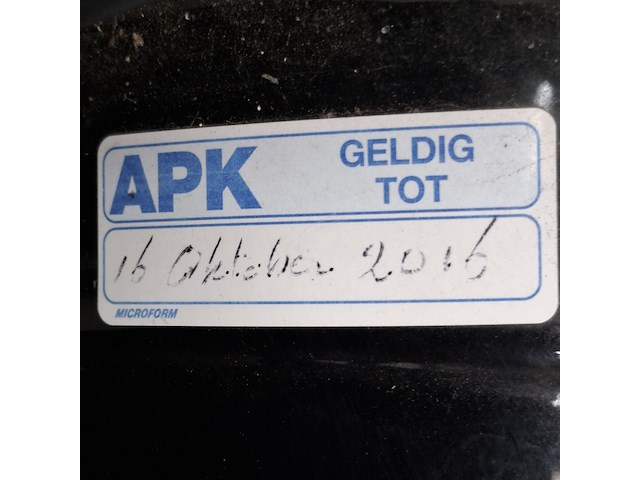 APK GELDIG
TOT
16 Oktober 2016
MICROFORM